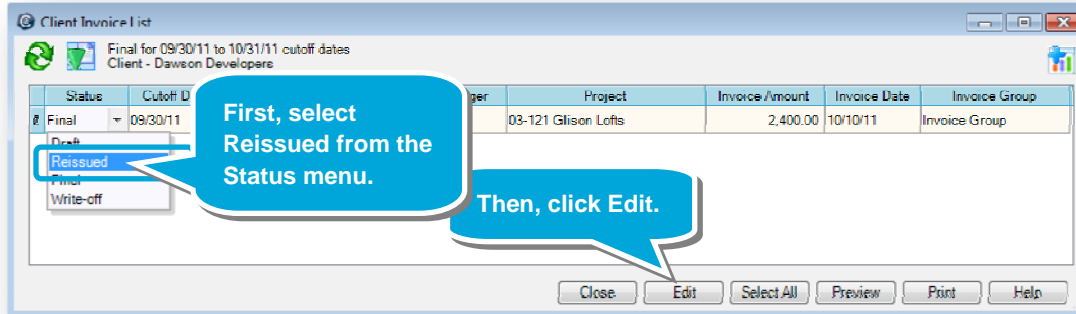 Client Invoice List
Final for 09/30/11 to 10/31/11 cutoff dates
Client - Dawson Developers
Status Cutoff D ger Project Invoice Amount Invoice Date Invoice Group
Final 09/30/11 03-121 Glison Lofts 2,400.00 10/10/11 Invoice Group
Draft
Reissued
Final
Write-off
First, select
Reissued from the
Status menu.
Then, click Edit.
Close Edit Select All Preview Print Help